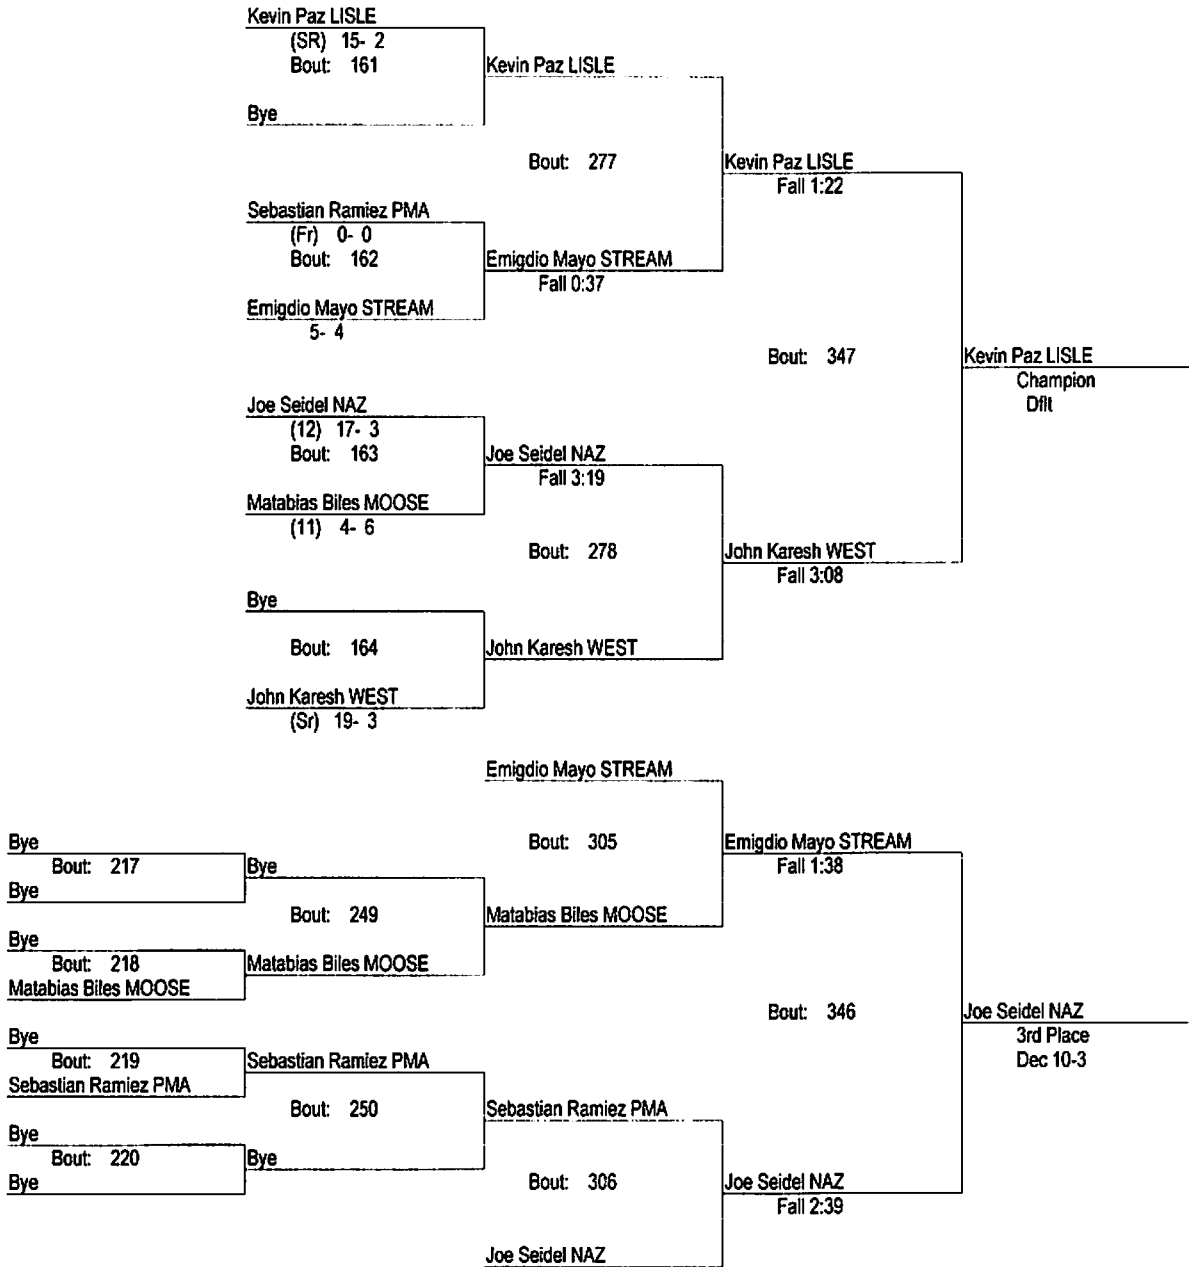 Kevin Paz LISLE
(SR) 15- 2
Bout: 161
Kevin Paz LISLE
Bye
Bout: 277
Kevin Paz LISLE
Fall 1:22
Sebastian Ramiez PMA
(Fr) 0- 0
Bout: 162
Emigdio Mayo STREAM
Fall 0:37
Emigdio Mayo STREAM
5- 4
Bout: 347
Kevin Paz LISLE
Champion
Dflt
Joe Seidel NAZ
(12) 17- 3
Bout: 163
Joe Seidel NAZ
Fall 3:19
Matabias Biles MOOSE
(11) 4- 6
Bout: 278
John Karesh WEST
Fall 3:08
Bye
Bout: 164
John Karesh WEST
John Karesh WEST
(Sr) 19- 3
Emigdio Mayo STREAM
Bye
Bout: 217
Bye
Bye
Bout: 305
Emigdio Mayo STREAM
Fall 1:38
Bout: 249
Matabias Biles MOOSE
Bye
Bout: 218
Matabias Biles MOOSE
Matabias Biles MOOSE
Bout: 346
Joe Seidel NAZ
3rd Place
Dec 10-3
Bye
Bout: 219
Sebastian Ramiez PMA
Sebastian Ramiez PMA
Bout: 250
Sebastian Ramiez PMA
Bye
Bout: 220
Bye
Bye
Bout: 306
Joe Seidel NAZ
Fall 2:39
Joe Seidel NAZ